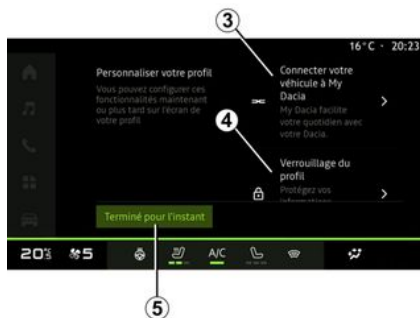 3
16°C · 20:23
Personnaliser votre profil
Vous pouvez configurer ces
fonctionnalités maintenant
ou plus tard sur l'écran de
votre profil
Connecter votre
véhicule à My
Dacia
My Dacia facilite
votre quotidien avec
votre Dacia.
4
Verrouillage du
profil
Protégez vos
informations
Terminé pour l'instant
20
5
A/C
5